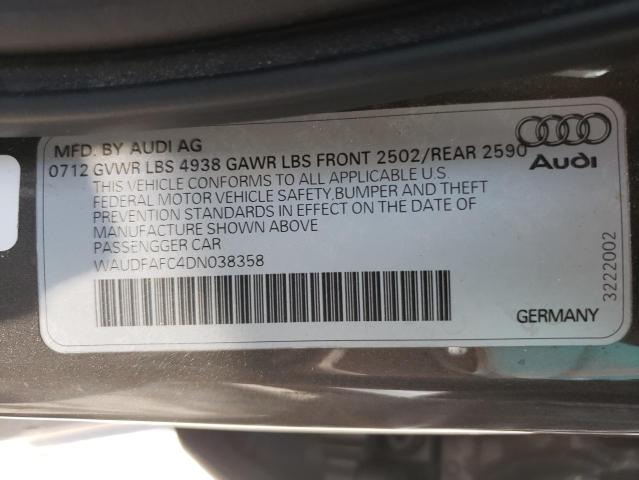 MFD. BY AUDI AG
0712 GVWR LBS 4938 GAWR LBS FRONT 2502/REAR 2590
THIS VEHICLE CONFORMS TO ALL APPLICABLE U.S.
FEDERAL MOTOR VEHICLE SAFETY,BUMPER AND THEFT
PREVENTION STANDARDS IN EFFECT ON THE DATE OF
MANUFACTURE SHOWN ABOVE
PASSENGGER CAR
WAUDFAFC4DN038358
Audi
3222002
GERMANY